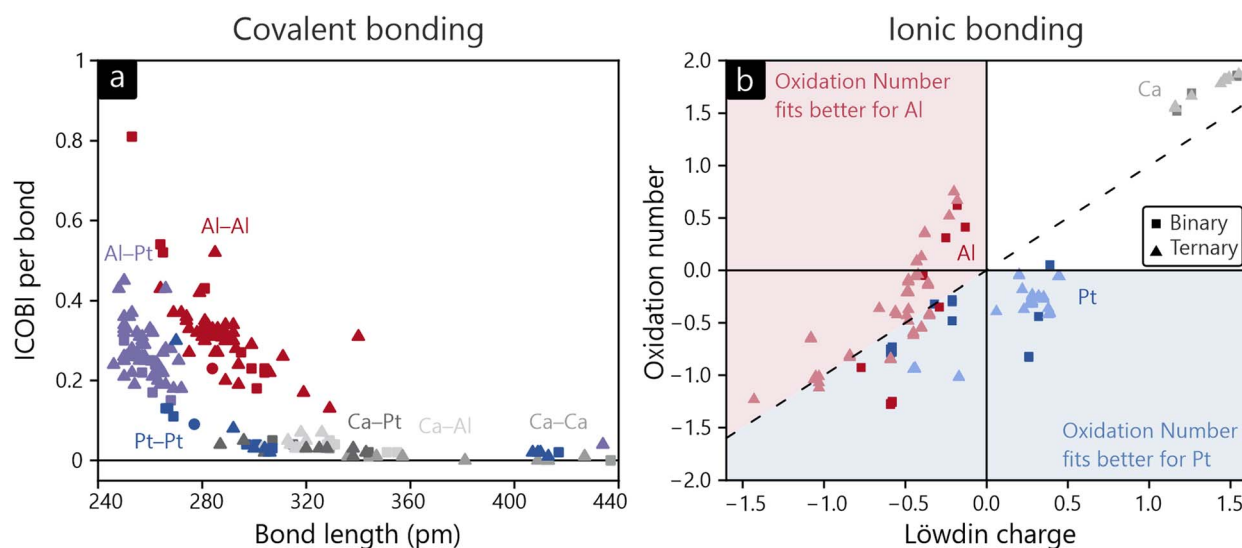 Covalent bonding
a
ICOBI per bond
1
0.8
0.6
0.4
0.2
0
Al–Al
Al–Pt
Pt–Pt
Ca–Pt
Ca–Al
Ca–Ca
240
280
320
360
400
440
Bond length (pm)
Ionic bonding
b
Oxidation number
2.0
1.5
1.0
0.5
0.0
−0.5
−1.0
−1.5
−2.0
Oxidation Number
fits better for Al
Ca
Binary
Ternary
Al
Pt
Oxidation Number
fits better for Pt
−1.5
−1.0
−0.5
0.0
0.5
1.0
1.5
Löwdin charge